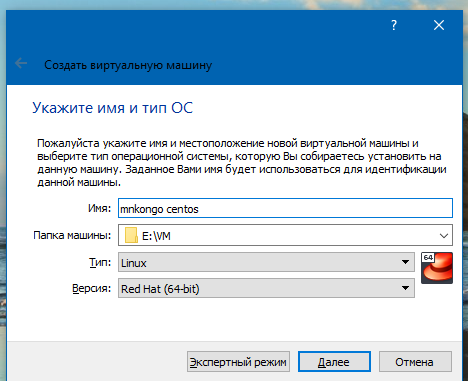 ?
Создать виртуальную машину
Укажите имя и тип ОС
Пожалуйста укажите имя и местоположение новой виртуальной машины и
выберите тип операционной системы, которую Вы собираетесь установить на
данную машину. Заданное Вами имя будет использоваться для идентификации
данной машины.
Имя: mnkongo centos
Папка машины: E:\VM
Тип: Linux
64
Версия: Red Hat (64-bit)
Экспертный режим Далее Отмена